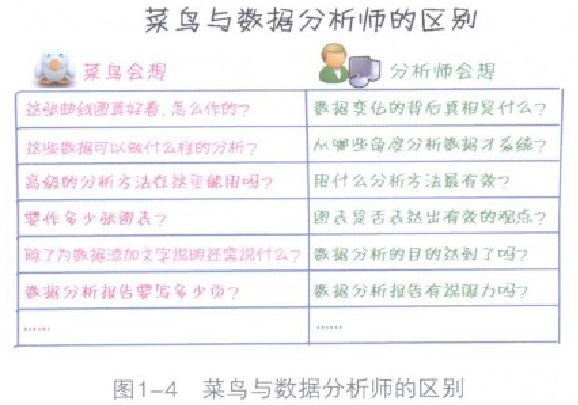 菜鸟与数据分析师的区别
菜鸟会想 分析师会想
这张曲线图真好看,怎么作的? 数据变化的背后真相是什么?
这些数据可以做什么样的分析? 从哪些角度分析数据才系统?
高级的分析方法在这里能用吗? 用什么分析方法最有效?
要作多少张图表? 图表是否表达出有效的观点?
除了为数据添加文字说明还需说什么? 数据分析的目的达到了吗?
数据分析报告要写多少页? 数据分析报告有说服力吗?
...... ......
图1-4 菜鸟与数据分析师的区别